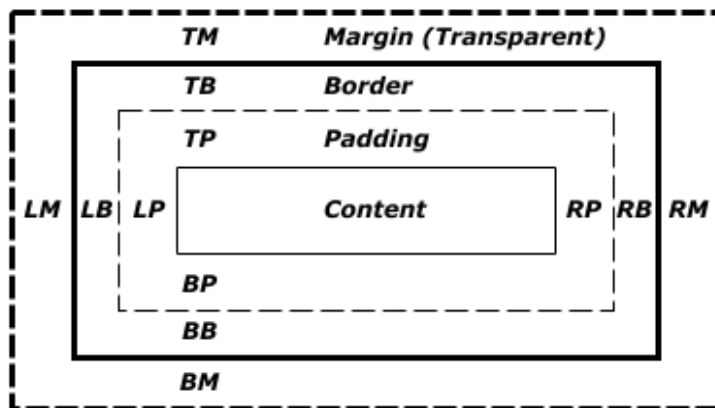 TM Margin (Transparent)
TB Border
TP Padding
LM LB LP Content RP RB RM
BP
BB
BM